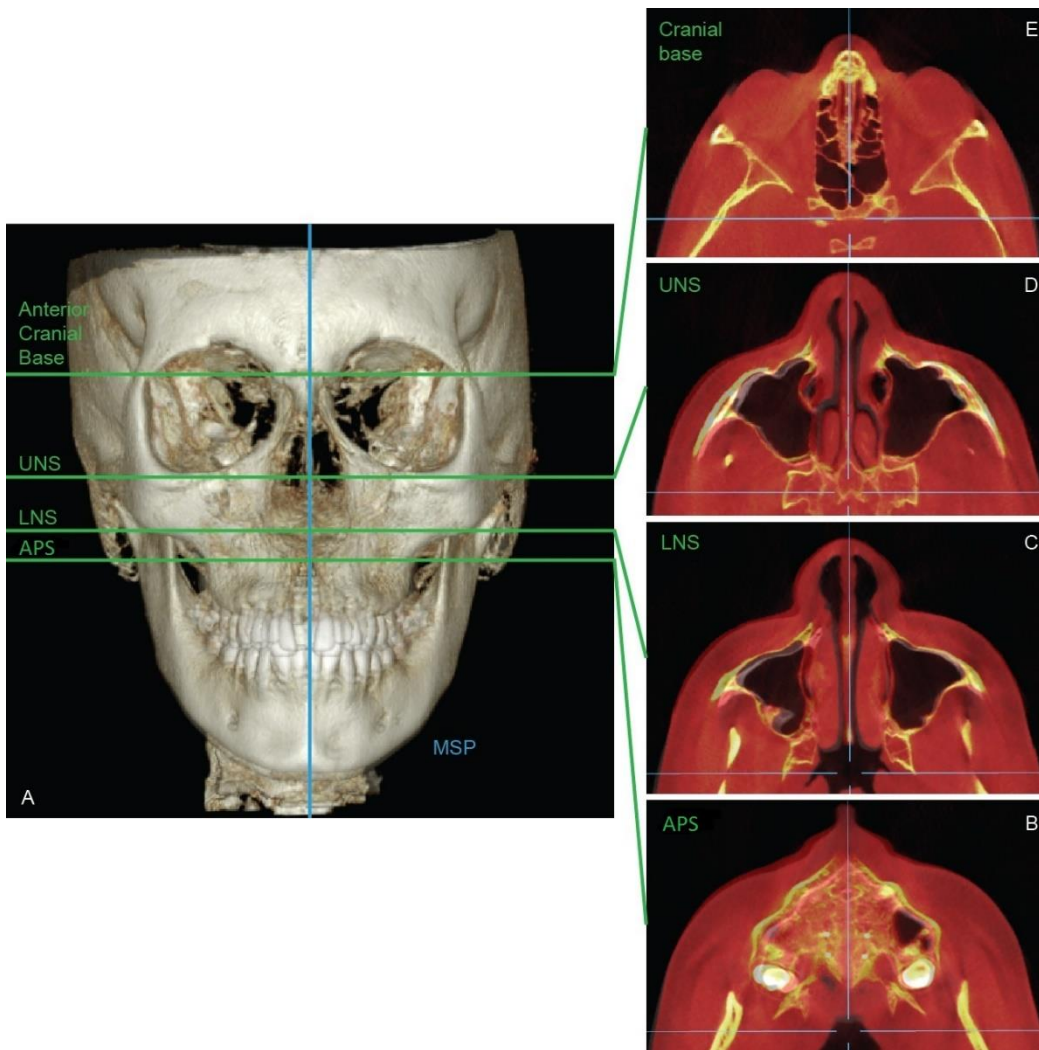 Anterior
Cranial
Base
UNS
LNS
APS
MSP
A
Cranial
base
E
UNS
D
LNS
C
APS
B